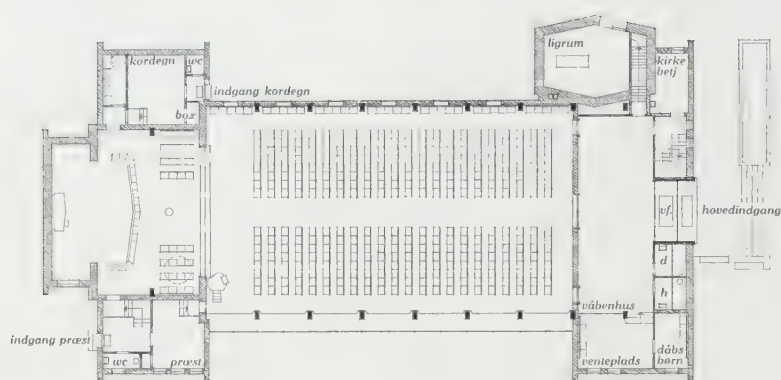 ligrum
kordegn
wc
kirke
betj
indgang kordegn
box
vf.
hovedindgang
d
h
våbenhus
indgang præst
wc
præst
venteplads
dåbs
børn